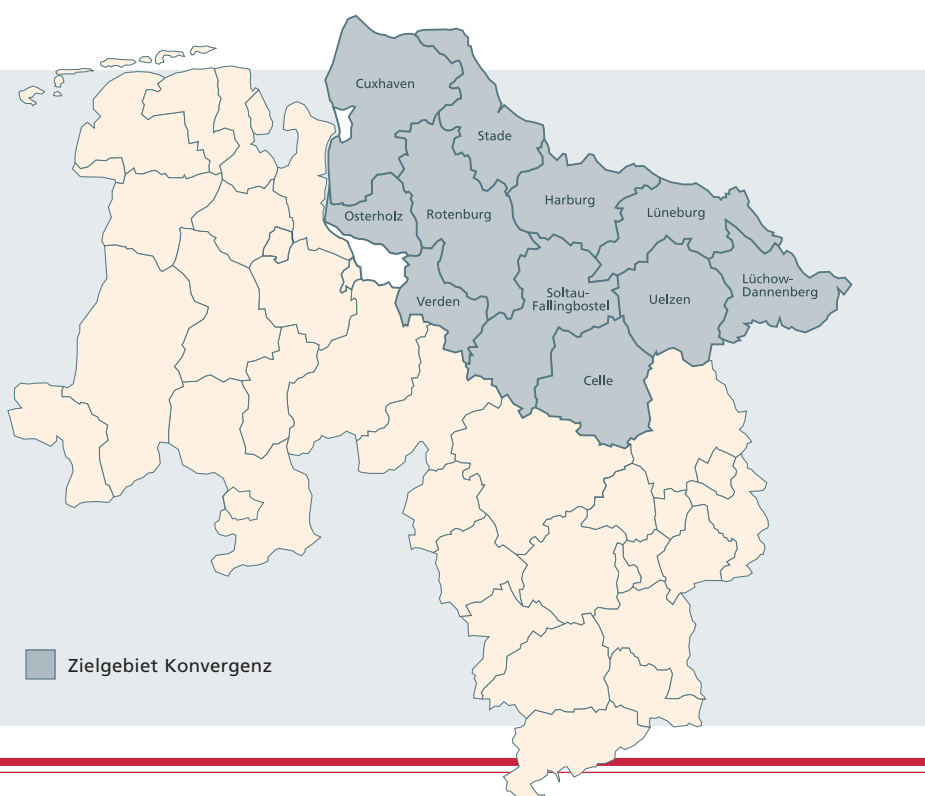 Cuxhaven
Stade
Harburg
Osterholz
Rotenburg
Lüneburg
Lüchow-
Dannenberg
Verden
Soltau-
Fallingbostel
Uelzen
Celle
Zielgebiet Konvergenz